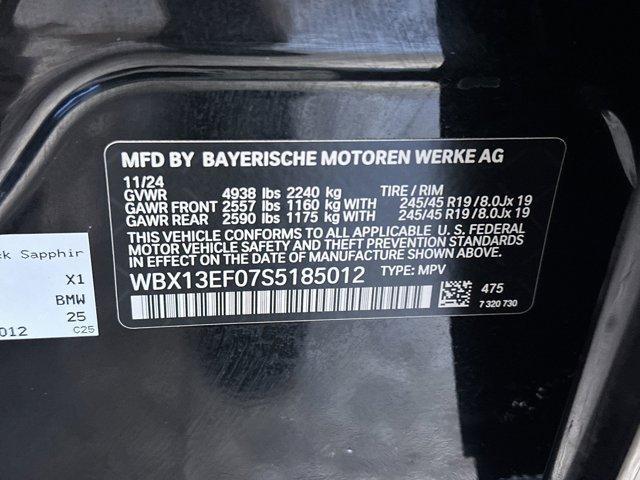 MFD BY BAYERISCHE MOTOREN WERKE AG
11/24
GVWR 4938 lbs 2240 kg TIRE / RIM
GAWR FRONT 2557 lbs 1160 kg WITH 245/45 R19 / 8.0Jx 19
GAWR REAR 2590 lbs 1175 kg WITH 245/45 R19 / 8.0Jx 19
THIS VEHICLE CONFORMS TO ALL APPLICABLE U. S. FEDERAL
MOTOR VEHICLE SAFETY AND THEFT PREVENTION STANDARDS
IN EFFECT ON THE DATE OF MANUFACTURE SHOWN ABOVE.
WBX13EF07S5185012 TYPE: MPV
475
7 320 730
Sapphir
X1
BMW
25
012 C25